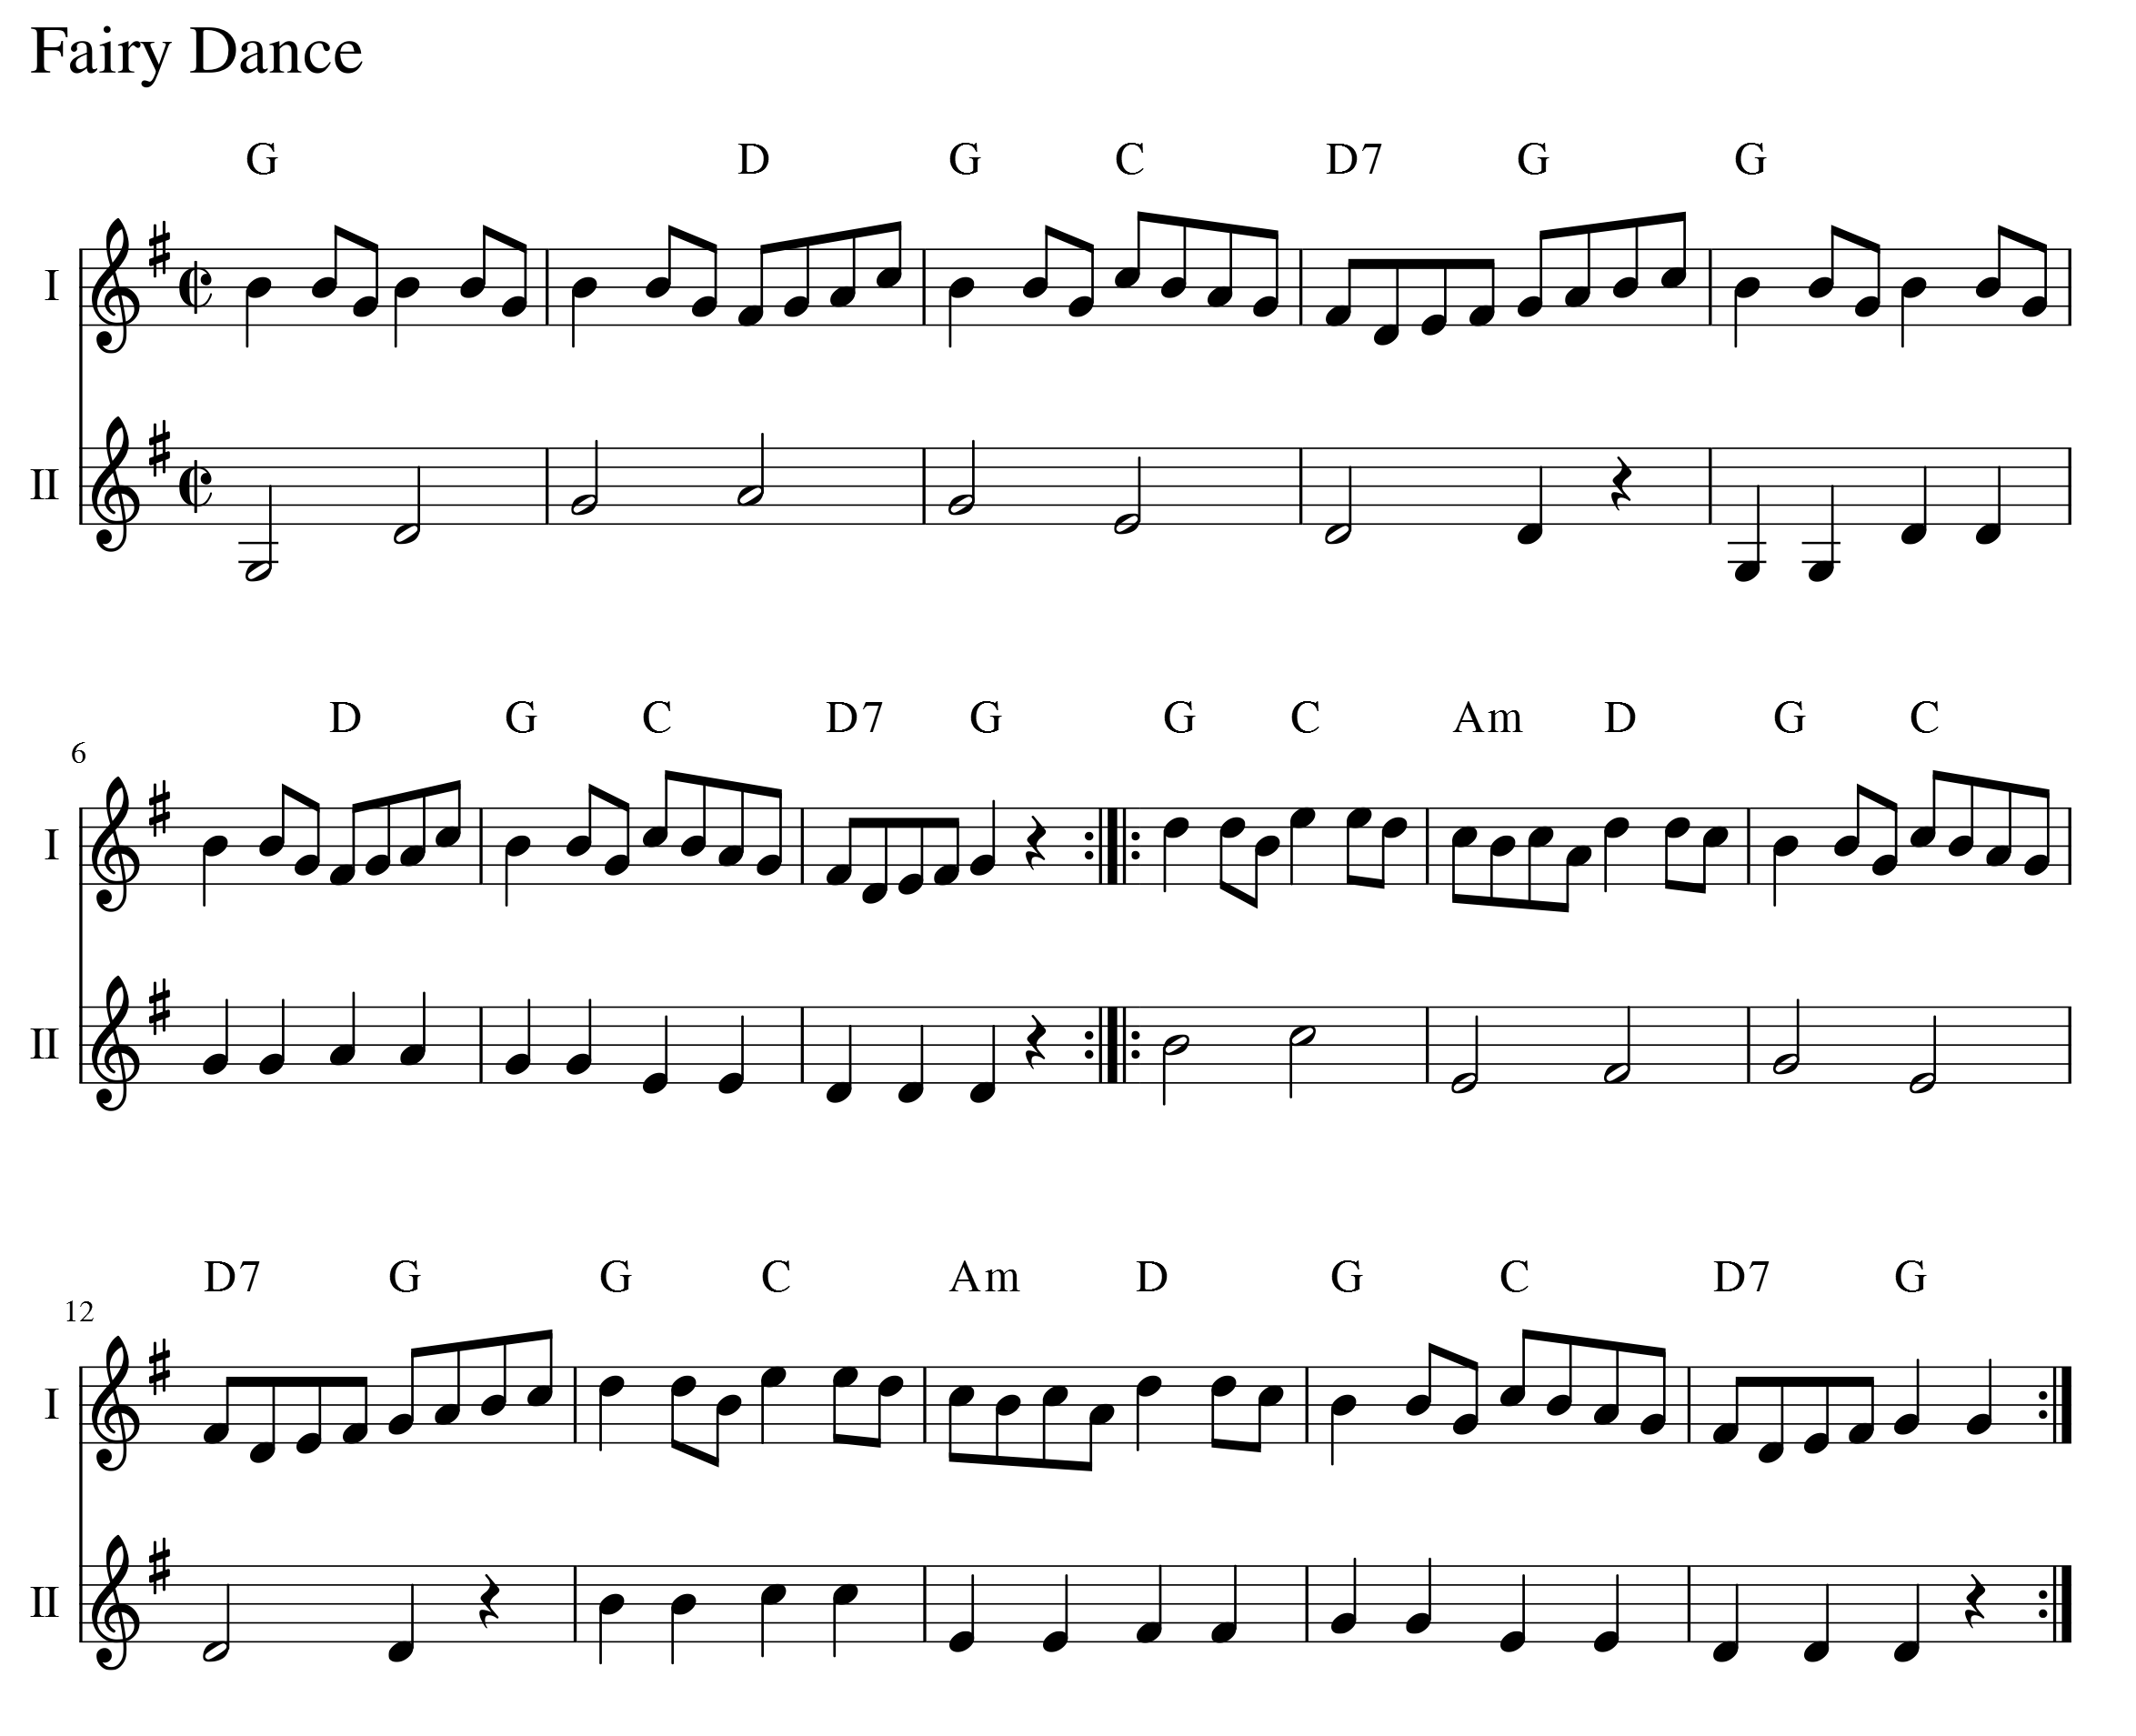 Fairy Dance
G D G C D7 G G
I
II
D G C D7 G G C Am D G C
6
I
II
D7 G G C Am D G C D7 G
12
I
II